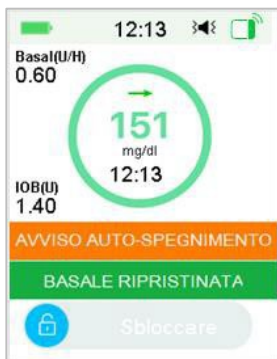 12:13
Basal(U/H)
0.60
151
mg/dl
12:13
IOB(U)
1.40
AVVISO AUTO-SPEGNIMENTO
BASALE RIPRISTINATA
Sbloccare